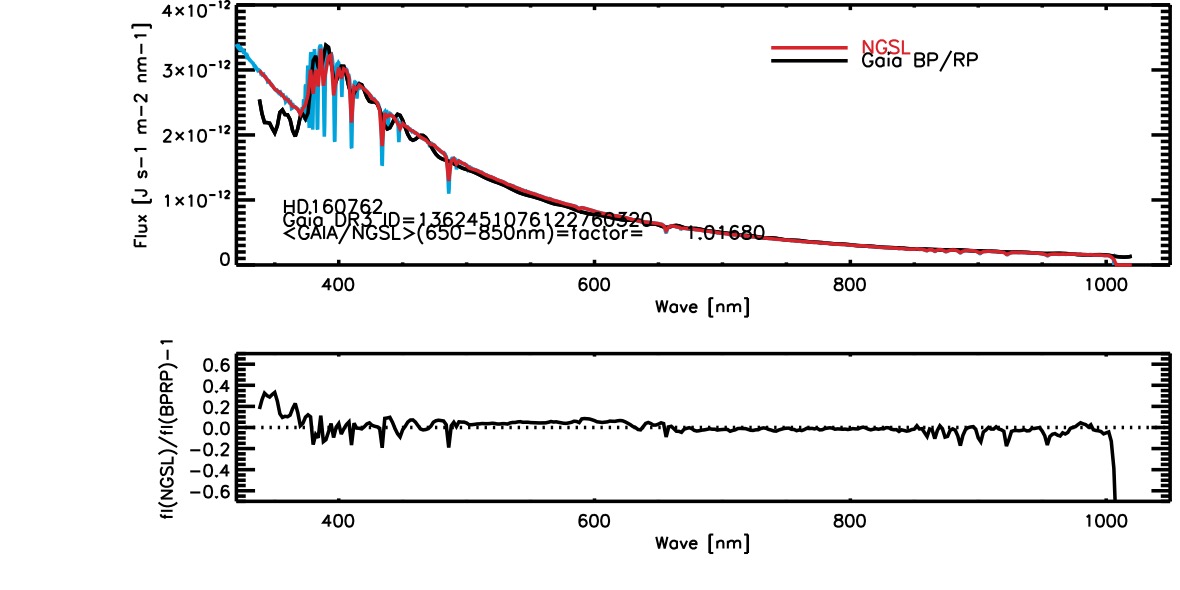 4×10−12
3×10−12
2×10−12
1×10−12
0
Flux [J s−1 m−2 nm−1]
NGSL
Gaia BP/RP
HD160762
Gaia DR3 ID=1362451076122760320
<GAIA/NGSL>(650−850nm)=factor= 1.01680
400 600 800 1000
Wave [nm]
0.6
0.4
0.2
0.0
−0.2
−0.4
−0.6
fl(NGSL)/fl(BPRP)−1
400 600 800 1000
Wave [nm]